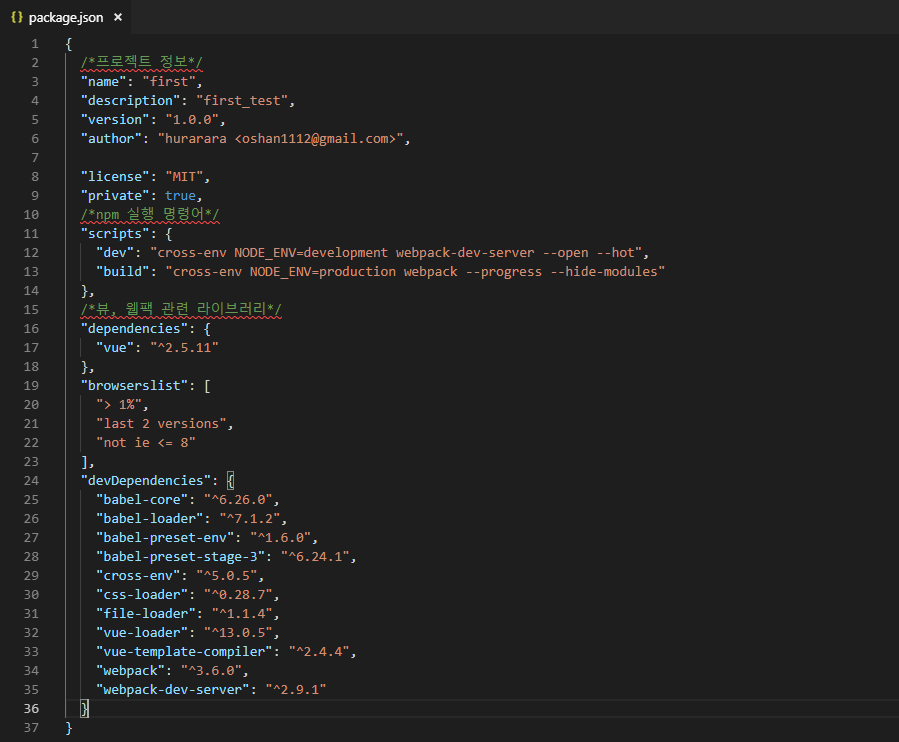 {} package.json ×
1 {
2 /*프로젝트 정보*/
3 "name": "first",
4 "description": "first_test",
5 "version": "1.0.0",
6 "author": "hurarara <oshan1112@gmail.com>",
7
8 "license": "MIT",
9 "private": true,
10 /*npm 실행 명령어*/
11 "scripts": {
12 "dev": "cross-env NODE_ENV=development webpack-dev-server --open --hot",
13 "build": "cross-env NODE_ENV=production webpack --progress --hide-modules"
14 },
15 /*뷰, 웹팩 관련 라이브러리*/
16 "dependencies": {
17 "vue": "^2.5.11"
18 },
19 "browserslist": [
20 "> 1%",
21 "last 2 versions",
22 "not ie <= 8"
23 ],
24 "devDependencies": {
25 "babel-core": "^6.26.0",
26 "babel-loader": "^7.1.2",
27 "babel-preset-env": "^1.6.0",
28 "babel-preset-stage-3": "^6.24.1",
29 "cross-env": "^5.0.5",
30 "css-loader": "^0.28.7",
31 "file-loader": "^1.1.4",
32 "vue-loader": "^13.0.5",
33 "vue-template-compiler": "^2.4.4",
34 "webpack": "^3.6.0",
35 "webpack-dev-server": "^2.9.1"
36 }
37 }